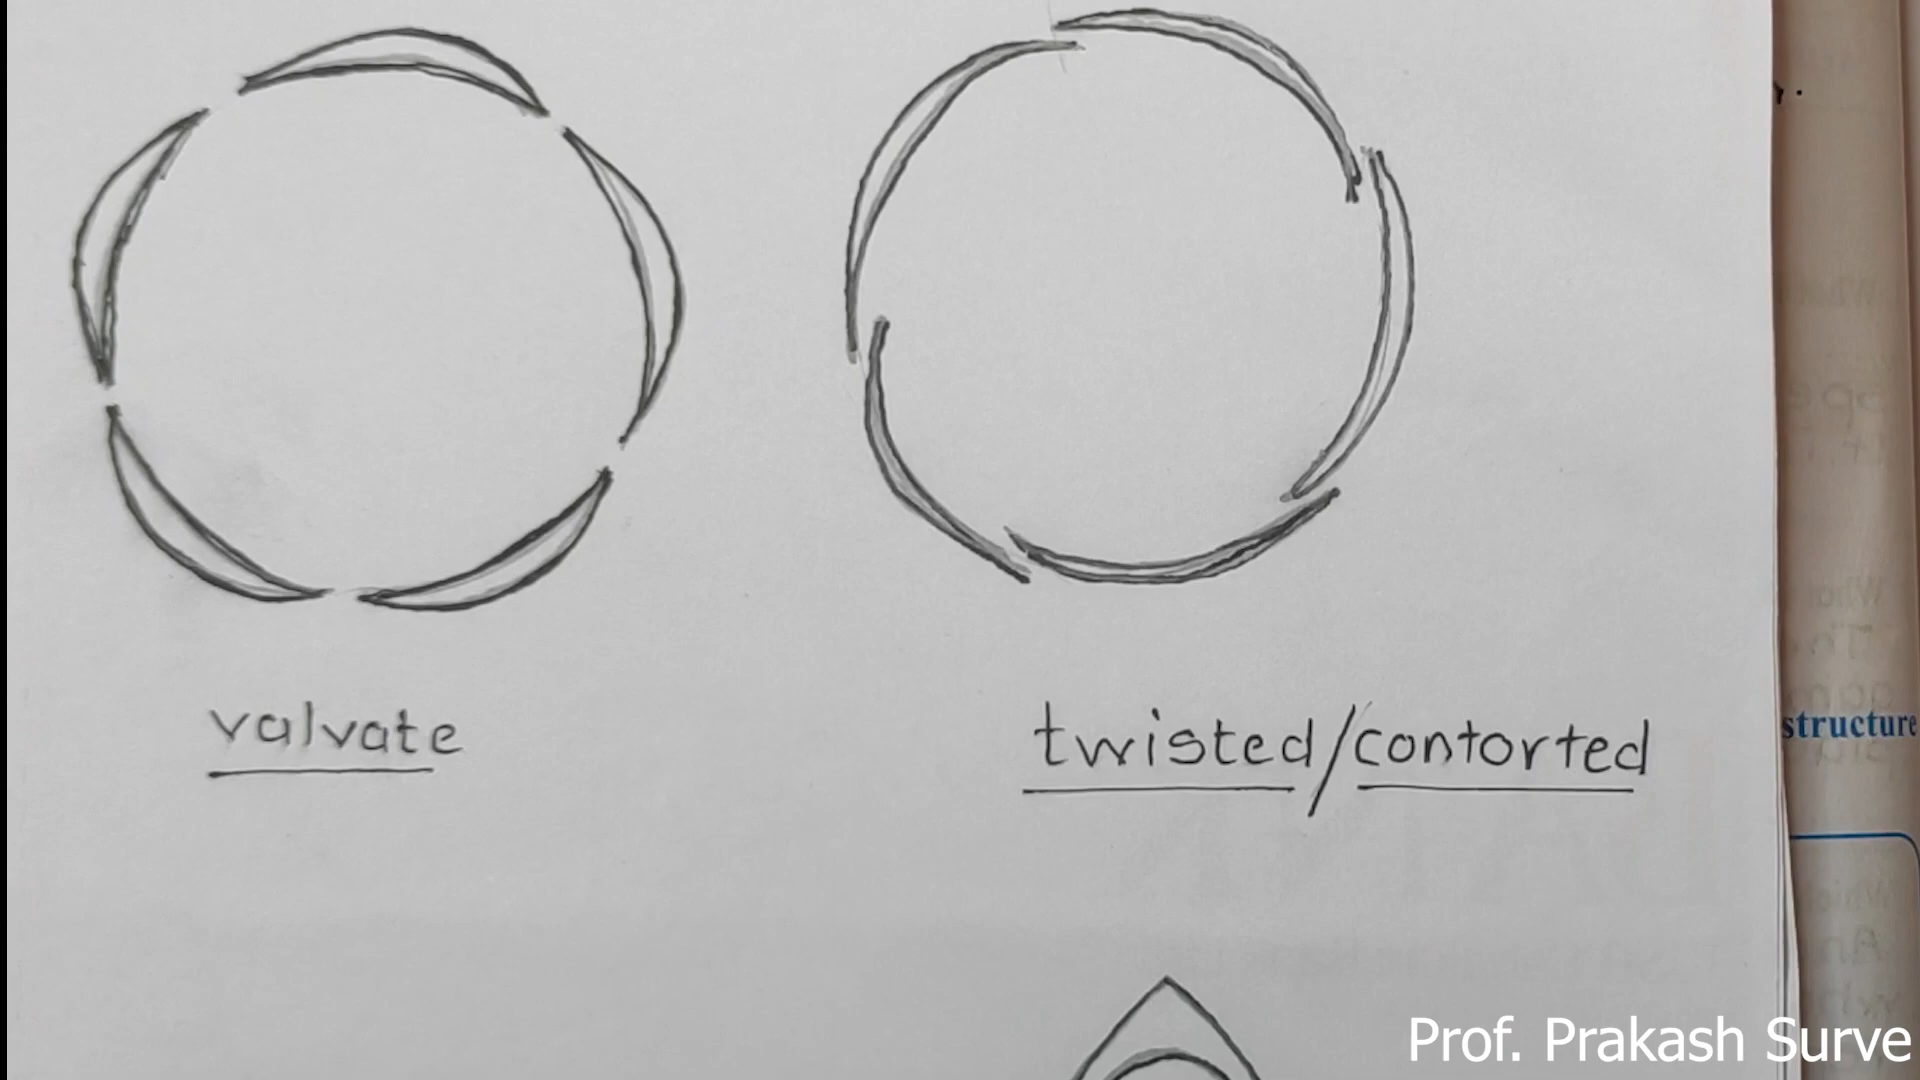 valvate
twisted/contorted
structure
Prof. Prakash Surve